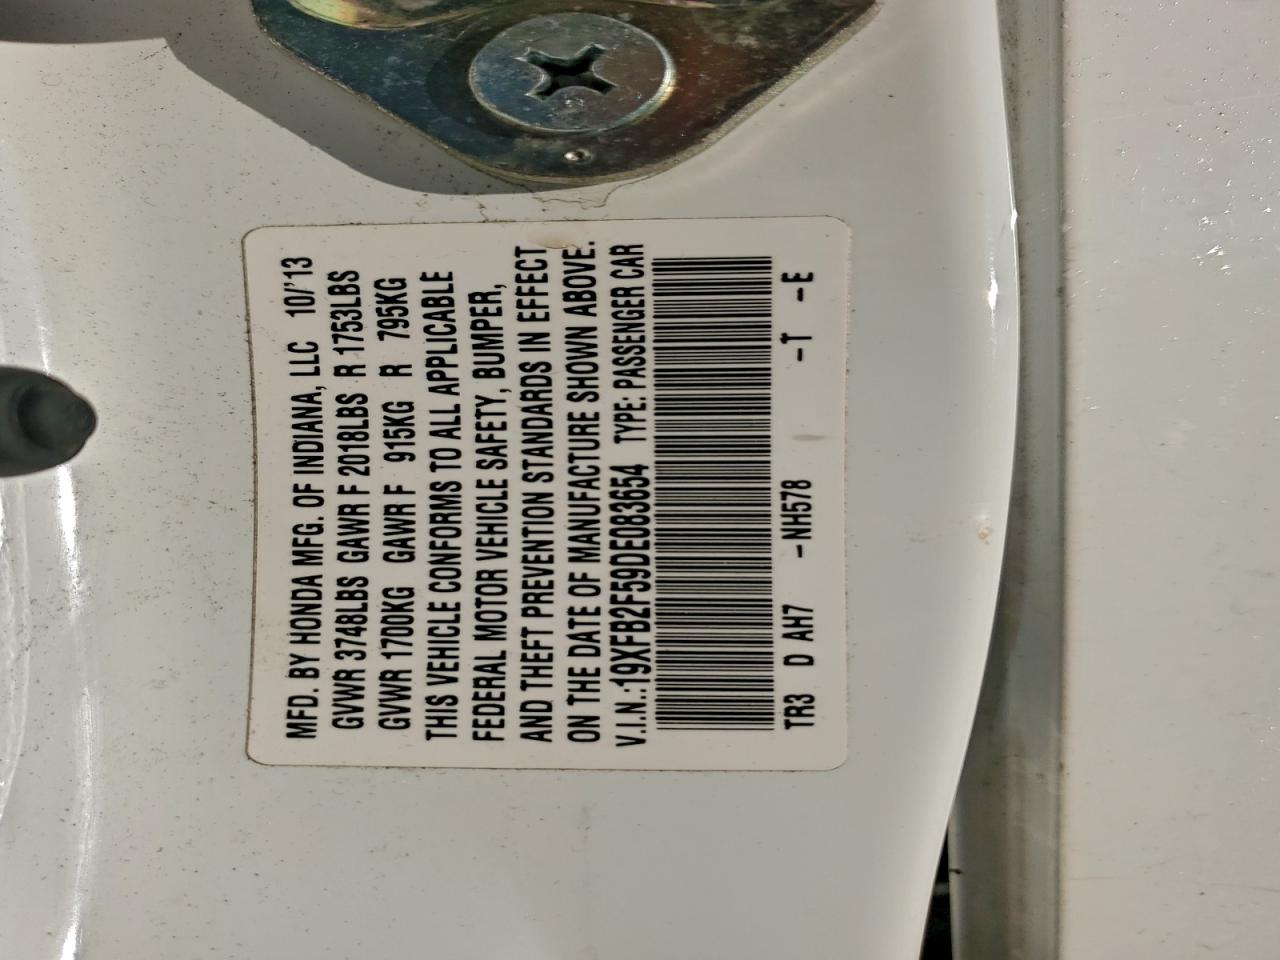 MFD. BY HONDA MFG. OF INDIANA, LLC 10/'13
GVWR 3748LBS GAWR F 2018LBS R 1753LBS
GVWR 1700KG GAWR F 915KG R 795KG
THIS VEHICLE CONFORMS TO ALL APPLICABLE
FEDERAL MOTOR VEHICLE SAFETY, BUMPER,
AND THEFT PREVENTION STANDARDS IN EFFECT
ON THE DATE OF MANUFACTURE SHOWN ABOVE.
V.I.N.:19XFB2F59DE083654 TYPE: PASSENGER CAR
TR3 D AH7 -NH578 -T -E